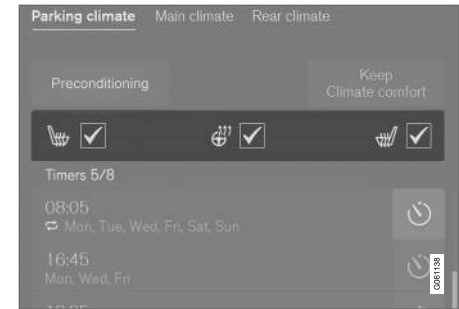 Parking climate Main climate Rear climate
Preconditioning
Keep
Climate comfort
Timers 5/8
08:05
Mon, Tue, Wed, Fri, Sat, Sun
16:45
Mon, Wed, Fri
G061138